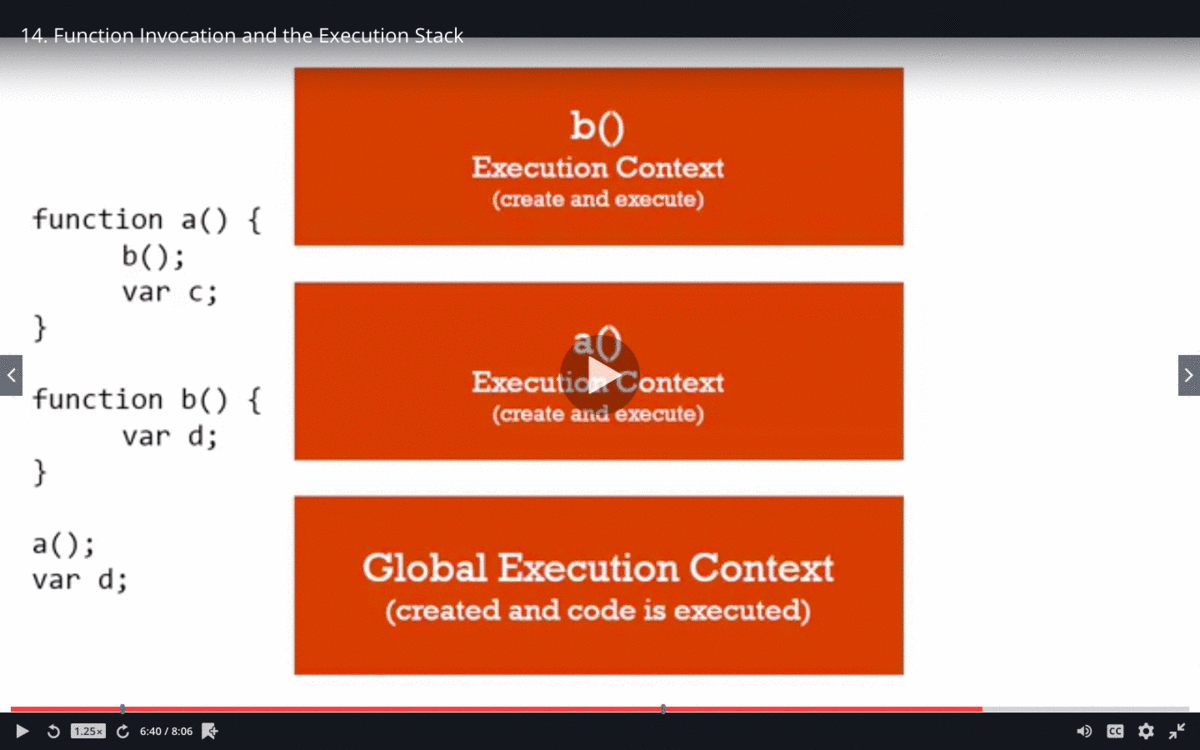 14. Function Invocation and the Execution Stack
function a() {
b();
var c;
}
function b() {
var d;
}
a();
var d;
b()
Execution Context
(create and execute)
a()
Execution Context
(create and execute)
Global Execution Context
(created and code is executed)
1.25x
6:40 / 8:06
CC